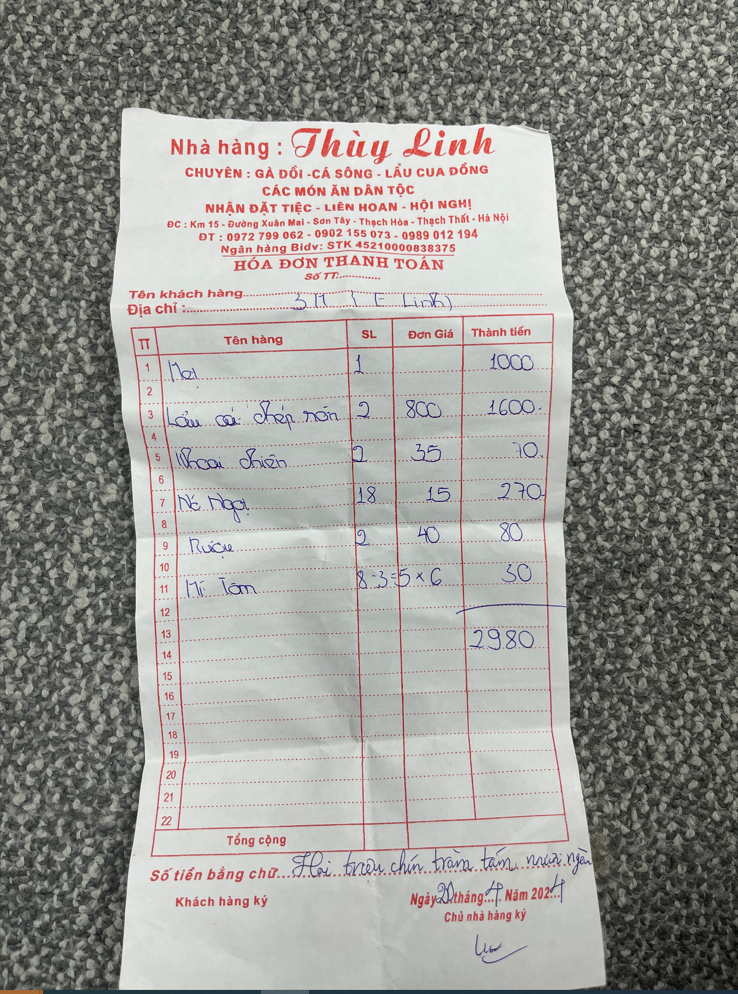 Nhà hàng : Thùy Linh
CHUYÊN : GÀ ĐỒI -CÁ SÔNG - LẨU CUA ĐỒNG
CÁC MÓN ĂN DÂN TỘC
NHẬN ĐẶT TIỆC - LIÊN HOAN - HỘI NGHỊ
ĐC : Km 15 - Đường Xuân Mai - Sơn Tây - Thạch Hòa - Thạch Thất - Hà Nội
ĐT : 0972 799 062 - 0902 155 073 - 0989 012 194
Ngân hàng Bidv: STK 45210000838375
HÓA ĐƠN THANH TOÁN
Số TT:............
Tên khách hàng
Địa chỉ : Linh)
TT Tên hàng SL Đơn Giá Thành tiền
1 1 1000
2
3 Lẩu cá chép 2 800 1600.
4
5 Khoai chiên 2 35 70.
6
7 18 15 270
8
9 Rượu 2 40 80
10
11 Mì Tôm 8-3=5 x 6 30
12
13 2980
14
15
16
17
18
19
20
21
22
Tổng cộng
Số tiền bằng chữ Hai triệu chín trăm tám mươi ngàn
Khách hàng ký Ngày 20 tháng 4 Năm 2024
Chủ nhà hàng ký